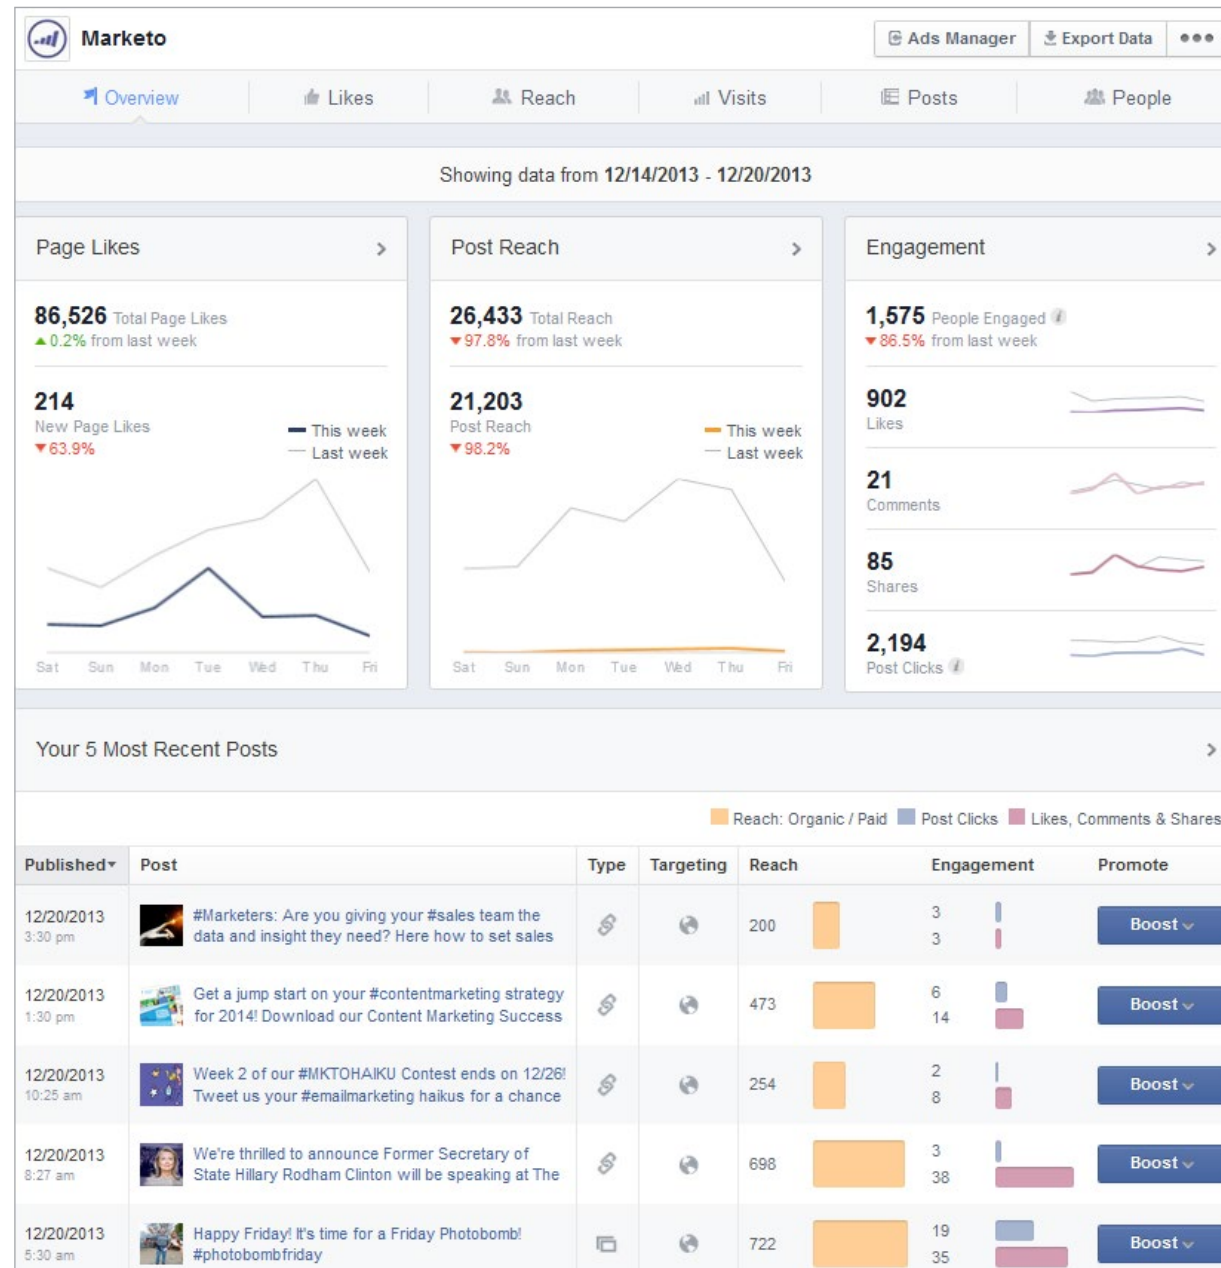 Marketo
Ads Manager Export Data
Overview Likes Reach Visits Posts People
Showing data from 12/14/2013 - 12/20/2013
Page Likes
86,526 Total Page Likes
0.2% from last week
214
New Page Likes
63.9%
This week
Last week
Sat Sun Mon Tue Wed Thu Fri
Post Reach
26,433 Total Reach
97.8% from last week
21,203
Post Reach
98.2%
This week
Last week
Sat Sun Mon Tue Wed Thu Fri
Engagement
1,575 People Engaged i
86.5% from last week
902
Likes
21
Comments
85
Shares
2,194
Post Clicks i
Your 5 Most Recent Posts
Reach: Organic / Paid Post Clicks Likes, Comments & Shares
Published Post Type Targeting Reach Engagement Promote
12/20/2013
3:30 pm
#Marketers: Are you giving your #sales team the
data and insight they need? Here how to set sales
200
3
3
Boost
12/20/2013
1:30 pm
Get a jump start on your #contentmarketing strategy
for 2014! Download our Content Marketing Success
473
6
14
Boost
12/20/2013
10:25 am
Week 2 of our #MKTOHAIKU Contest ends on 12/26!
Tweet us your #emailmarketing haikus for a chance
254
2
8
Boost
12/20/2013
8:27 am
We're thrilled to announce Former Secretary of
State Hillary Rodham Clinton will be speaking at The
698
3
38
Boost
12/20/2013
5:30 am
Happy Friday! It's time for a Friday Photobomb!
#photobombfriday
722
19
35
Boost